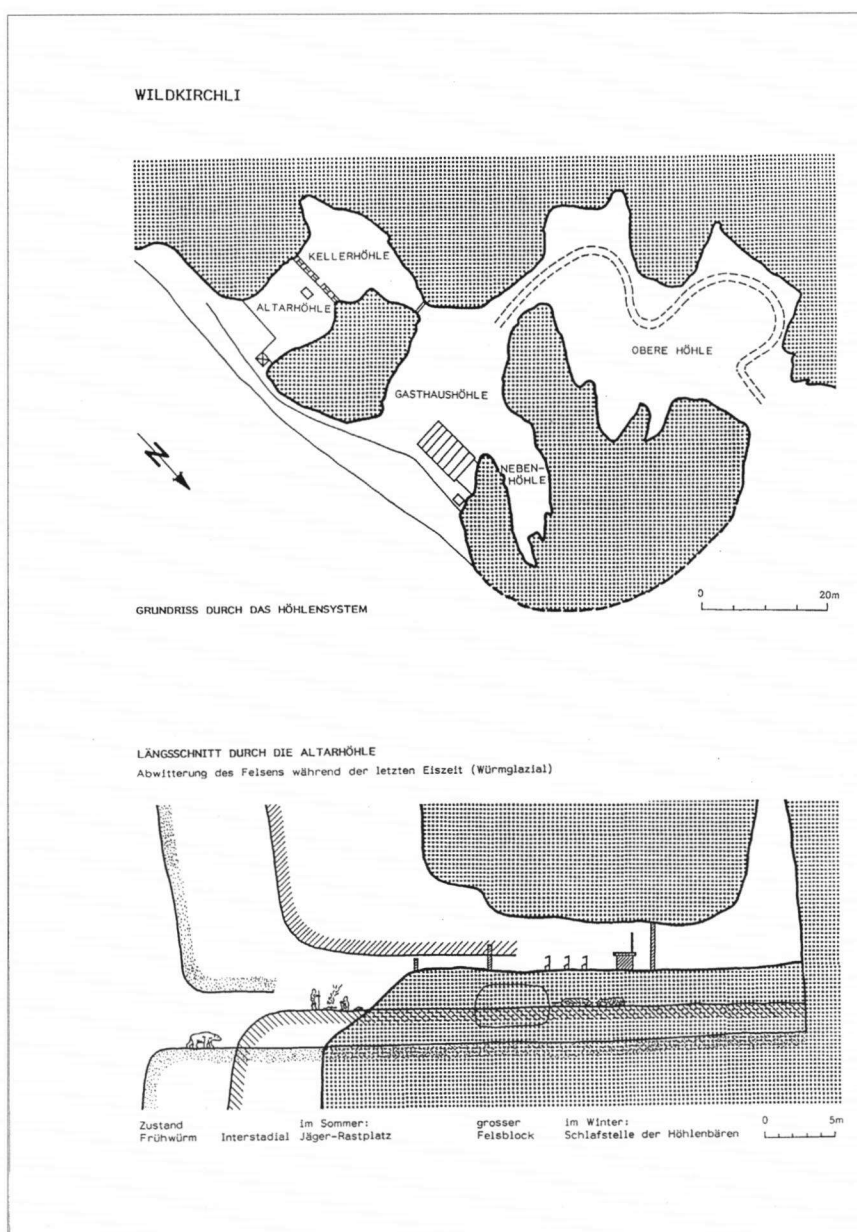 WILDKIRCHLI
KELLERHÖHLE
ALTARHÖHLE
OBERE HÖHLE
GASTHAUSHÖHLE
NEBEN-
HÖHLE
N
0 20m
GRUNDRISS DURCH DAS HÖHLENSYSTEM
LÄNGSSCHNITT DURCH DIE ALTARHÖHLE
Abwitterung des Felsens während der letzten Eiszeit (Würmglazial)
Zustand im Sommer: grosser im Winter: 0 5m
Frühwürm Interstadial Jäger-Rastplatz Felsblock Schlafstelle der Höhlenbären